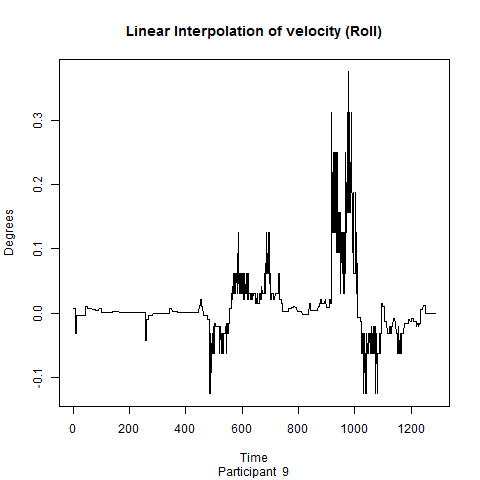 Linear Interpolation of velocity (Roll)
Degrees
0.3
0.2
0.1
0.0
-0.1
0 200 400 600 800 1000 1200
Time
Participant 9